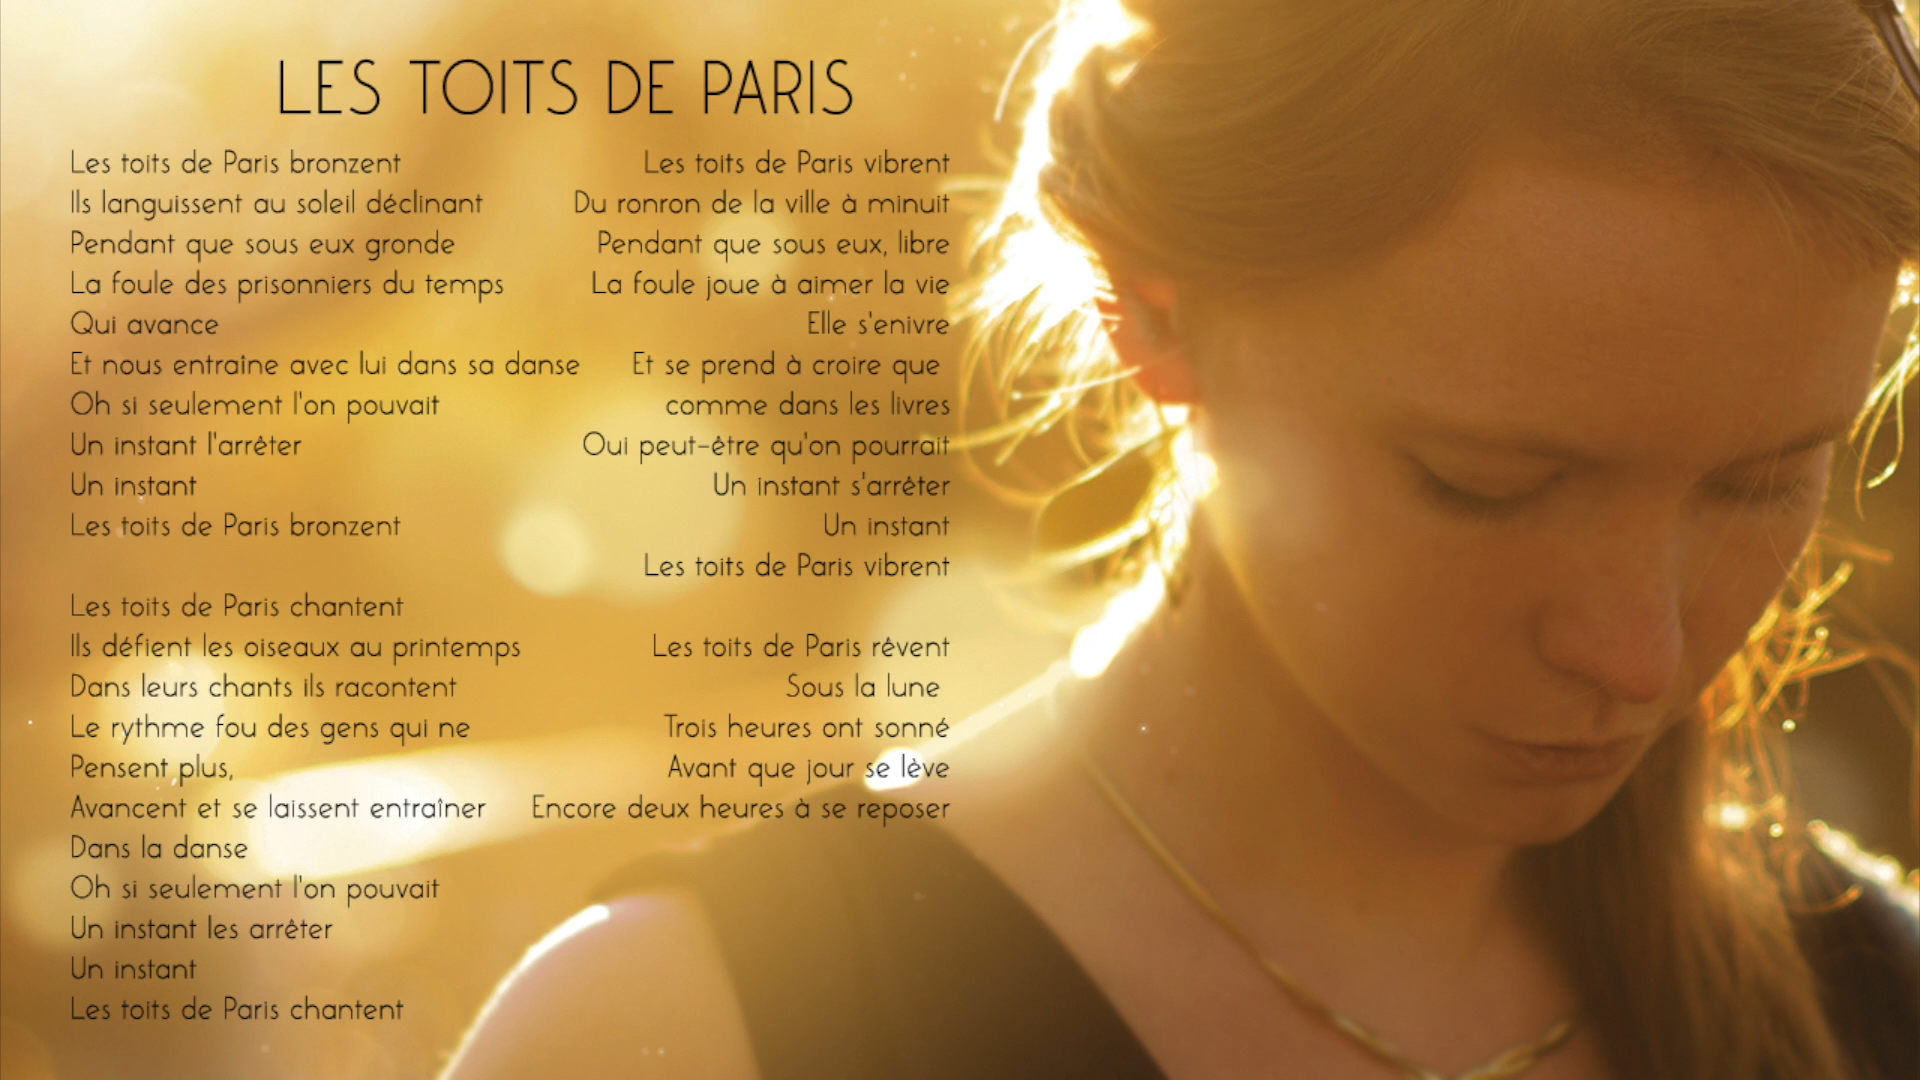 LES TOITS DE PARIS
Les toits de Paris bronzent
Ils languissent au soleil déclinant
Pendant que sous eux gronde
La foule des prisonniers du temps
Qui avance
Et nous entraîne avec lui dans sa danse
Oh si seulement l'on pouvait
Un instant l'arrêter
Un instant
Les toits de Paris bronzent
Les toits de Paris chantent
Ils défient les oiseaux au printemps
Dans leurs chants ils racontent
Le rythme fou des gens qui ne
Pensent plus,
Avancent et se laissent entraîner
Dans la danse
Oh si seulement l'on pouvait
Un instant les arrêter
Un instant
Les toits de Paris chantent
Les toits de Paris vibrent
Du ronron de la ville à minuit
Pendant que sous eux, libre
La foule joue à aimer la vie
Elle s'enivre
Et se prend à croire que
comme dans les livres
Oui peut-être qu'on pourrait
Un instant s'arrêter
Un instant
Les toits de Paris vibrent
Les toits de Paris rêvent
Sous la lune
Trois heures ont sonné
Avant que jour se lève
Encore deux heures à se reposer